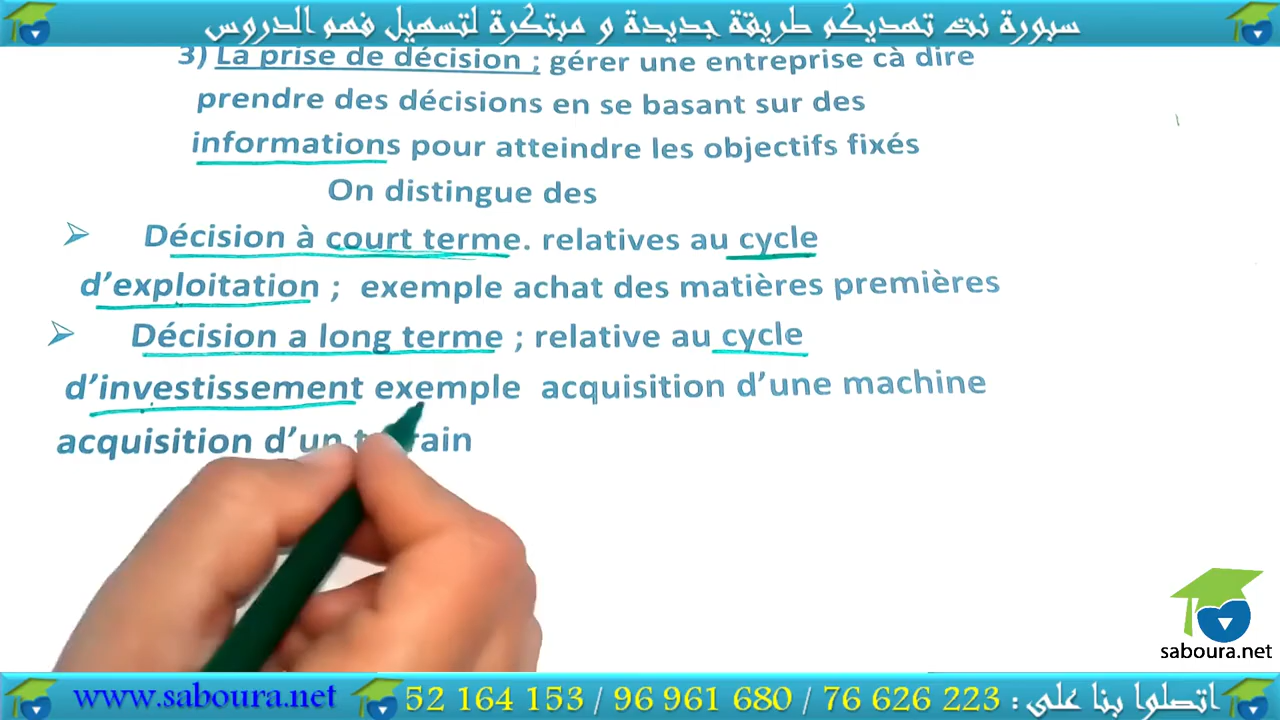 سبورة نت تهديكم طريقة جديدة و مبتكرة لتسهيل فهم الدروس
3) La prise de décision ; gérer une entreprise cà dire
prendre des décisions en se basant sur des
informations pour atteindre les objectifs fixés
On distingue des
➢ Décision à court terme. relatives au cycle
d’exploitation ; exemple achat des matières premières
➢ Décision a long terme ; relative au cycle
d’investissement exemple acquisition d’une machine
acquisition d’un
saboura.net
www.saboura.net 52 164 153 / 96 961 680 / 76 626 223 : اتصلوا بنا على